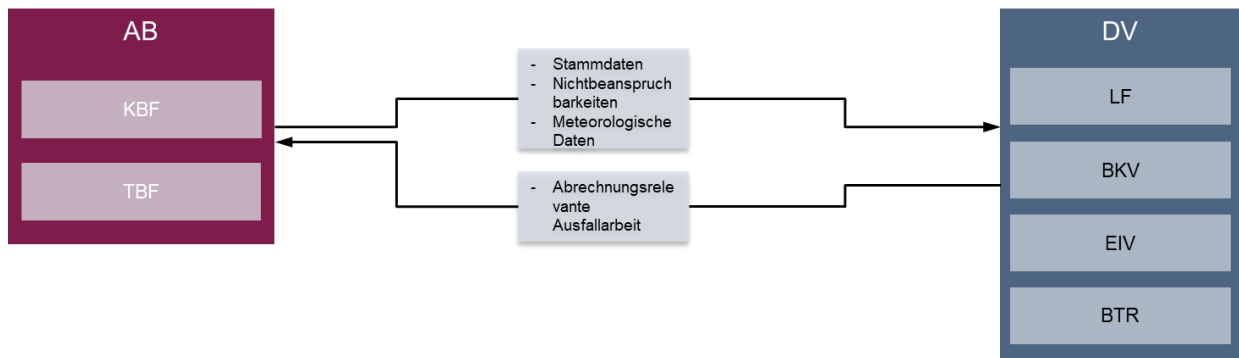 AB
KBF
TBF
- Stammdaten
- Nichtbeanspruch
barkeiten
- Meteorologische
Daten
- Abrechnungsrele
vante
Ausfallarbeit
DV
LF
BKV
EIV
BTR